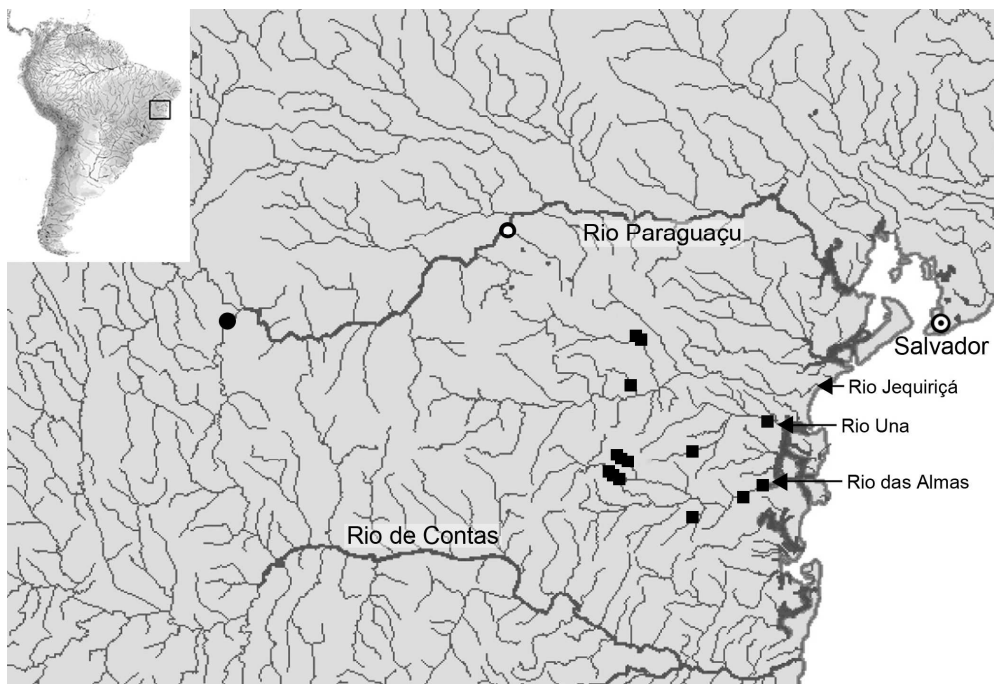 Rio Paraguaçu
Salvador
Rio Jequiriçá
Rio Una
Rio das Almas
Rio de Contas